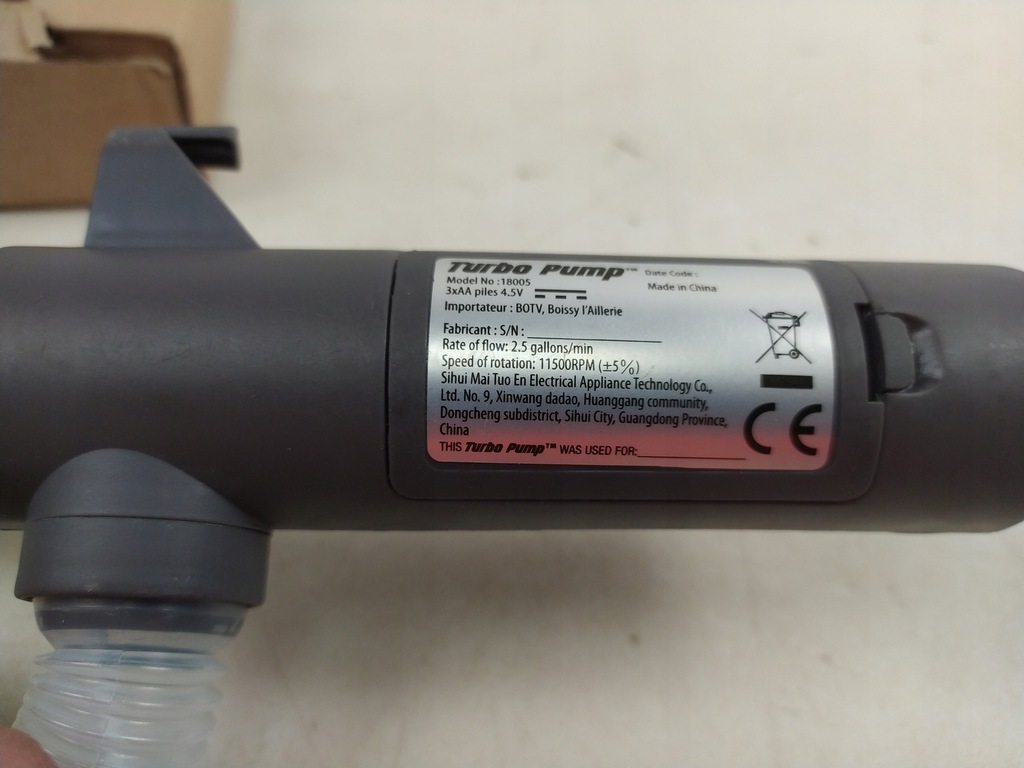 Turbo Pump™ Date Code :
Model No :18005 Made in China
3xAA piles 4.5V
Importateur : BOTV, Boissy l'Aillerie
Fabricant : S/N :
Rate of flow: 2.5 gallons/min
Speed of rotation: 11500RPM (±5%)
Sihui Mai Tuo En Electrical Appliance Technology Co.,
Ltd. No. 9, Xinwang dadao, Huanggang community,
Dongcheng subdistrict, Sihui City, Guangdong Province,
China
CE
THIS Turbo Pump™ WAS USED FOR: